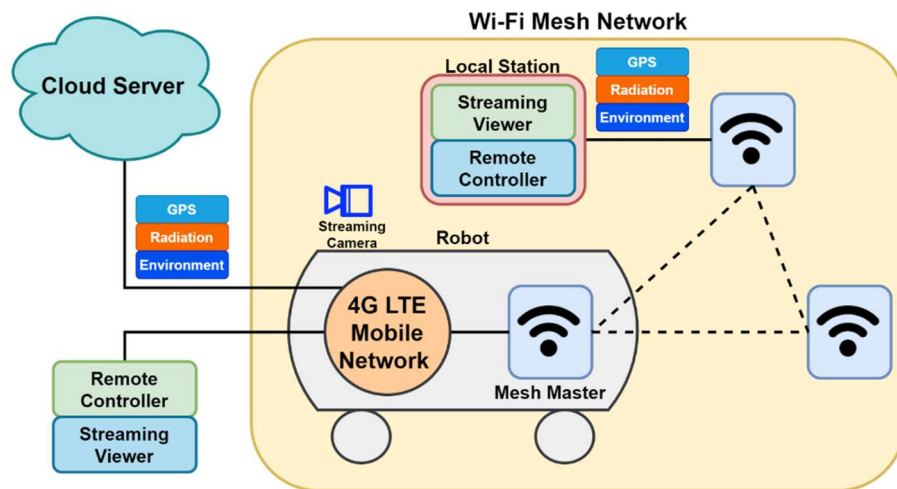 Wi-Fi Mesh Network
Cloud Server
Local Station
GPS
Radiation
Environment
Streaming
Viewer
Remote
Controller
GPS
Radiation
Environment
Streaming
Camera
Robot
4G LTE
Mobile
Network
Mesh Master
Remote
Controller
Streaming
Viewer